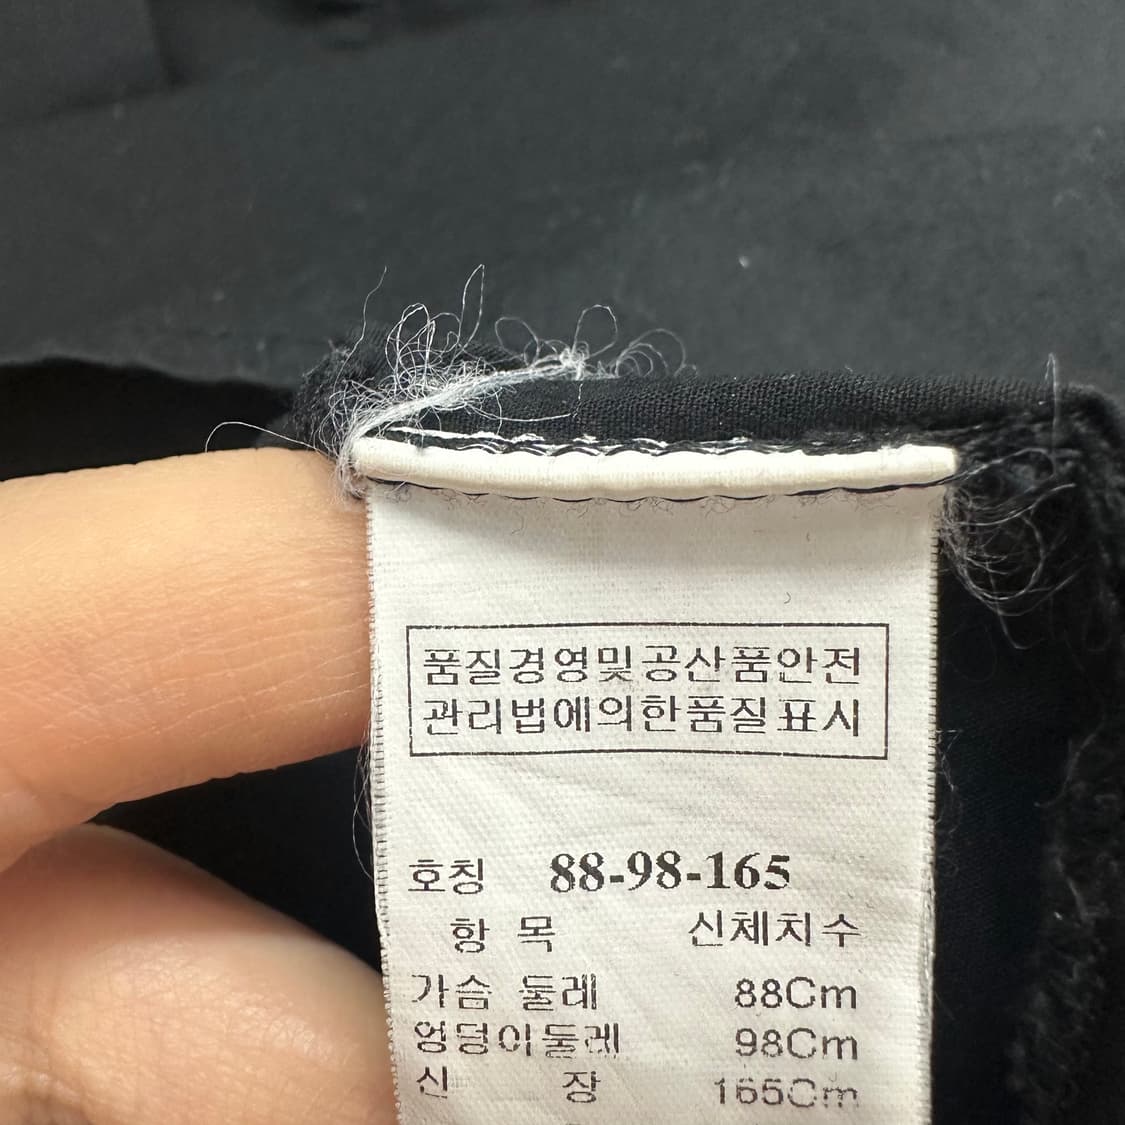 품질경영및공산품안전
관리법에의한품질표시
호칭 88-98-165
항 목 신체치수
가슴 둘레 88Cm
엉덩이둘레 98Cm
신 장 165Cm